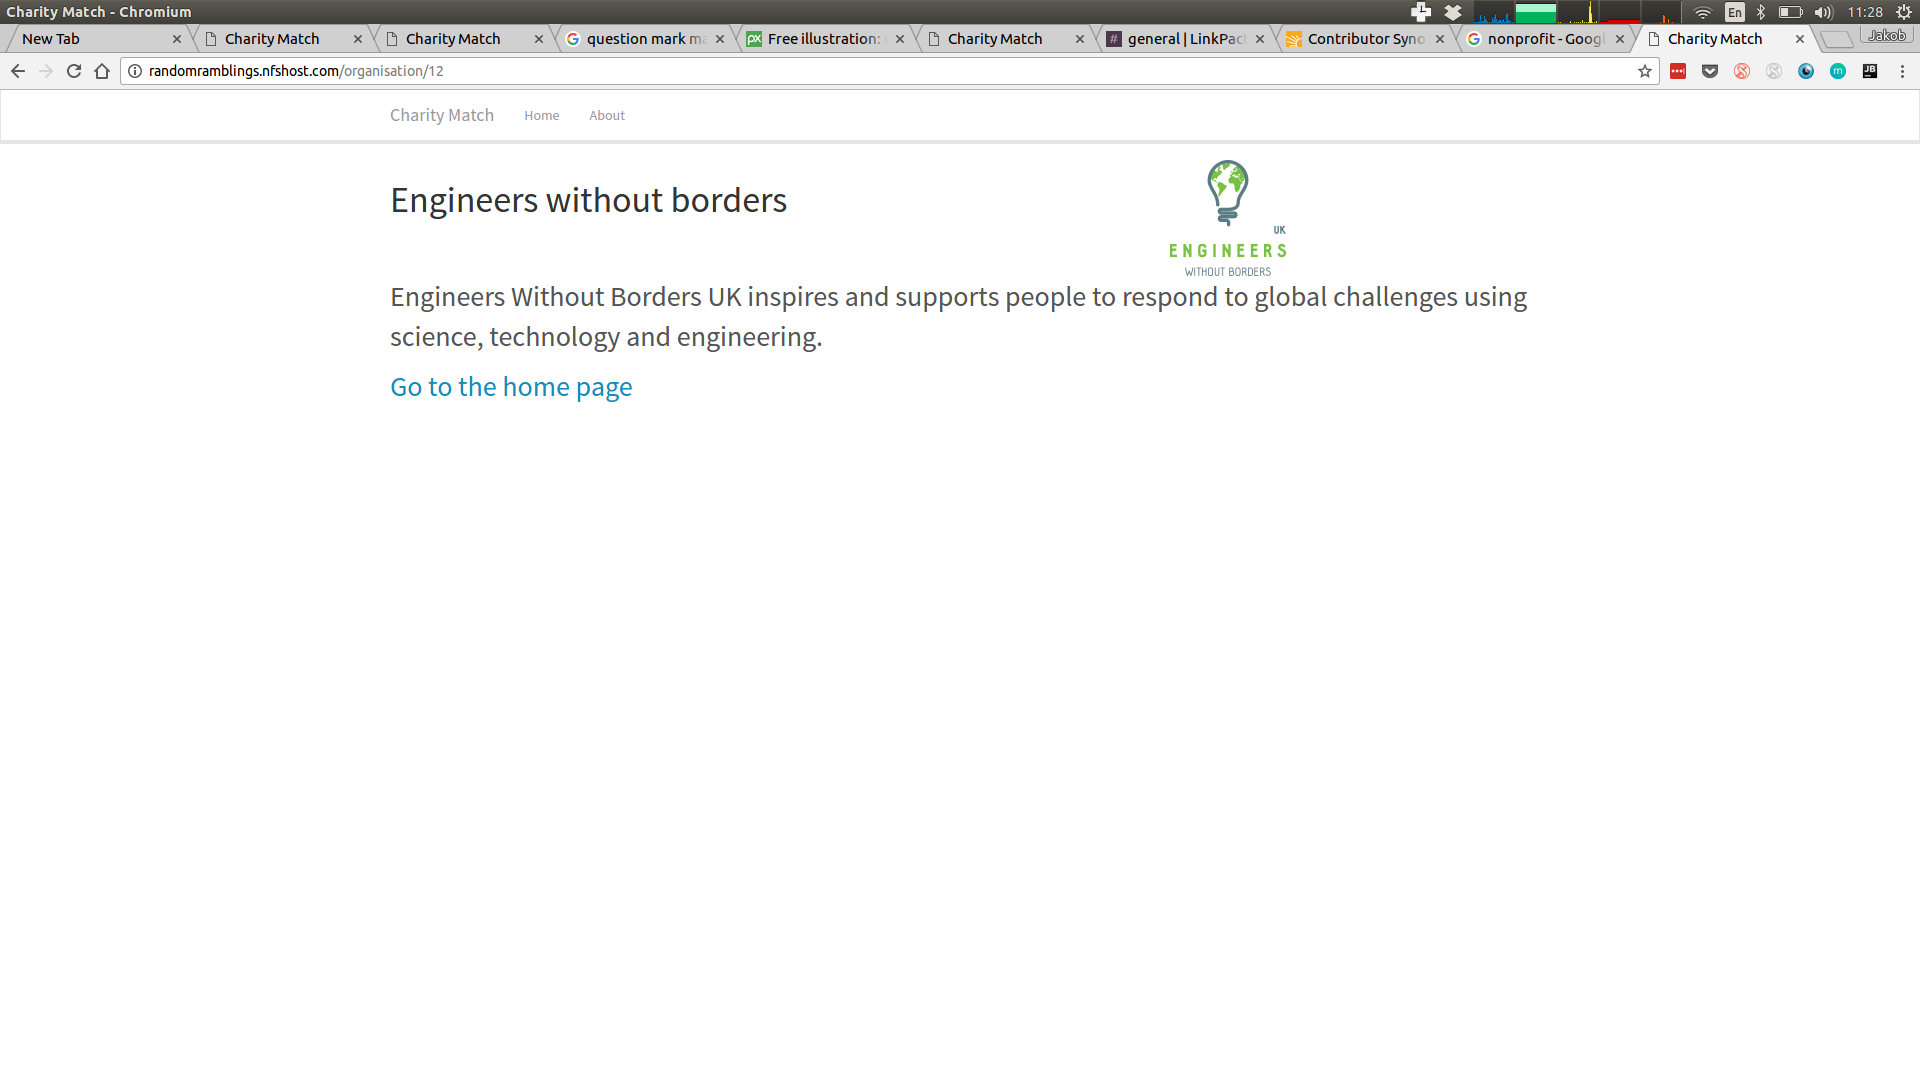 Charity Match - Chromium
En
11:28
New Tab
Charity Match
Charity Match
question mark
Free illustration:
Charity Match
general | LinkPac
Contributor Syno
nonprofit - Googl
Charity Match
Jakob
randomramblings.nfshost.com/organisation/12
Charity Match
Home
About
Engineers without borders
UK
ENGINEERS
WITHOUT BORDERS
Engineers Without Borders UK inspires and supports people to respond to global challenges using
science, technology and engineering.
Go to the home page